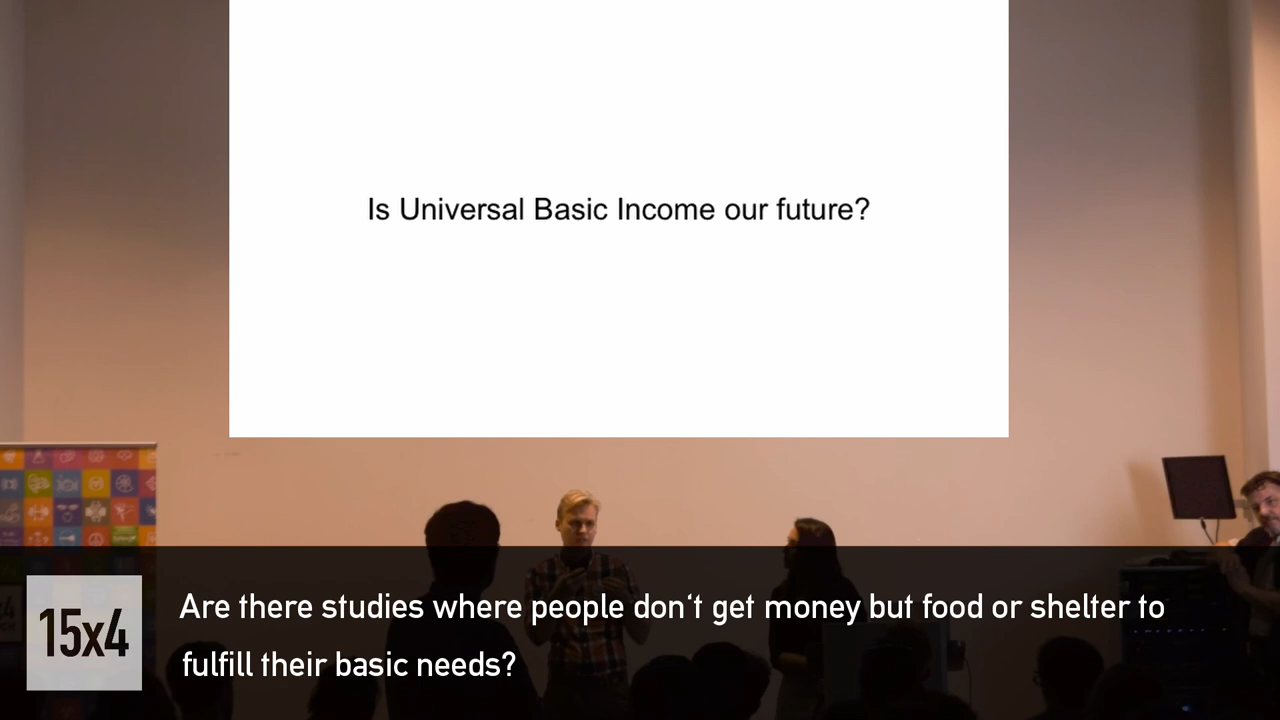 Is Universal Basic Income our future?
15x4
Are there studies where people don‘t get money but food or shelter to
fulfill their basic needs?